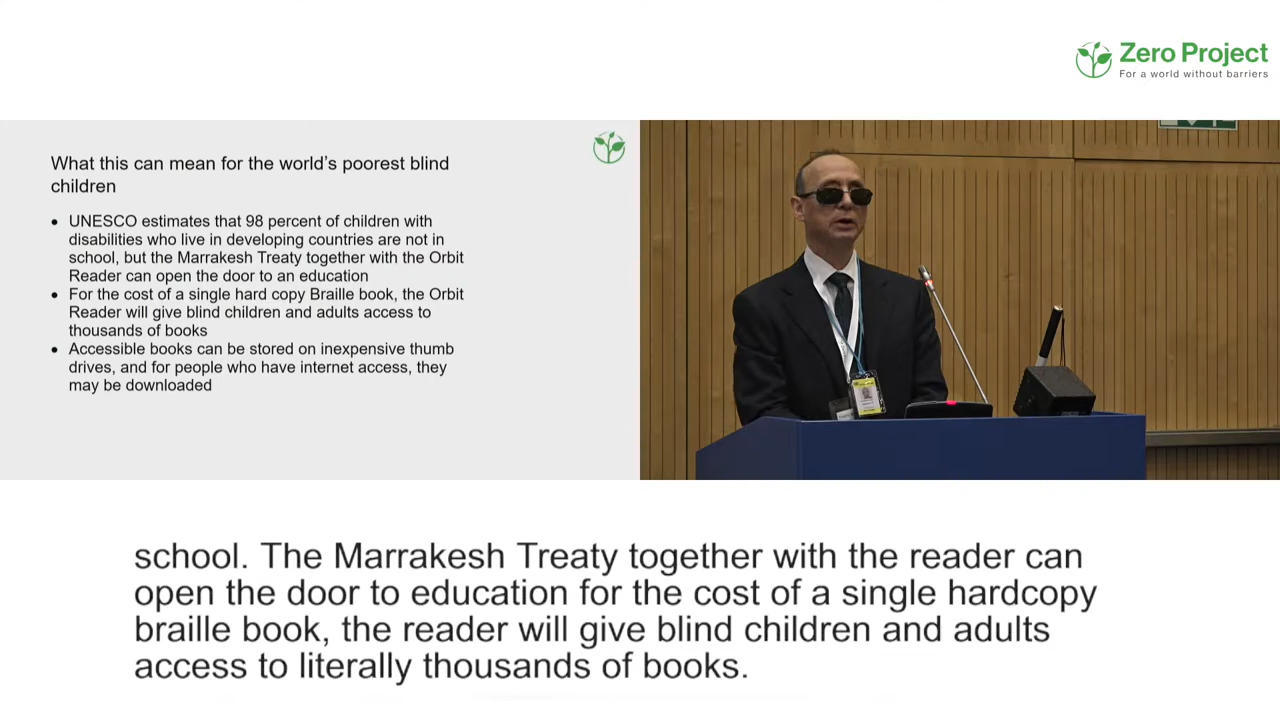 Zero Project
For a world without barriers
What this can mean for the world's poorest blind
children
• UNESCO estimates that 98 percent of children with
disabilities who live in developing countries are not in
school, but the Marrakesh Treaty together with the Orbit
Reader can open the door to an education
• For the cost of a single hard copy Braille book, the Orbit
Reader will give blind children and adults access to
thousands of books
• Accessible books can be stored on inexpensive thumb
drives, and for people who have internet access, they
may be downloaded
school. The Marrakesh Treaty together with the reader can
open the door to education for the cost of a single hardcopy
braille book, the reader will give blind children and adults
access to literally thousands of books.